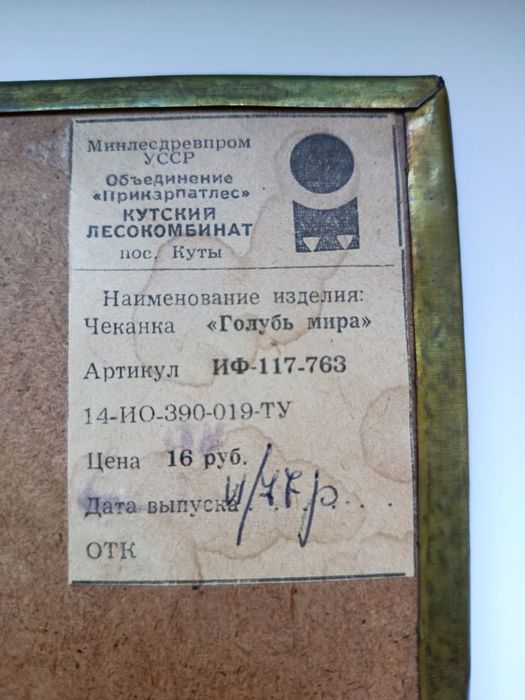 Минлесдревпром
УССР
Объединение
«Прикарпатлес»
КУТСКИЙ
ЛЕСОКОМБИНАТ
пос. Куты
Наименование изделия:
Чеканка «Голубь мира»
Артикул ИФ-117-763
14-ИО-390-019-ТУ
Цена 16 руб.
Дата выпуска
ОТК